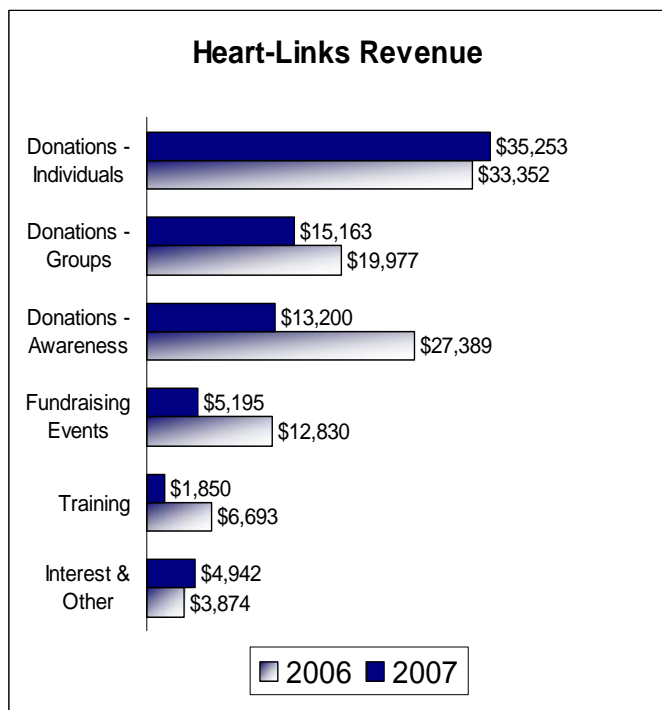 Heart-Links Revenue
Donations -
Individuals
$35,253
$33,352
Donations -
Groups
$15,163
$19,977
Donations -
Awareness
$13,200
$27,389
Fundraising
Events
$5,195
$12,830
Training
$1,850
$6,693
Interest &
Other
$4,942
$3,874
2006 2007